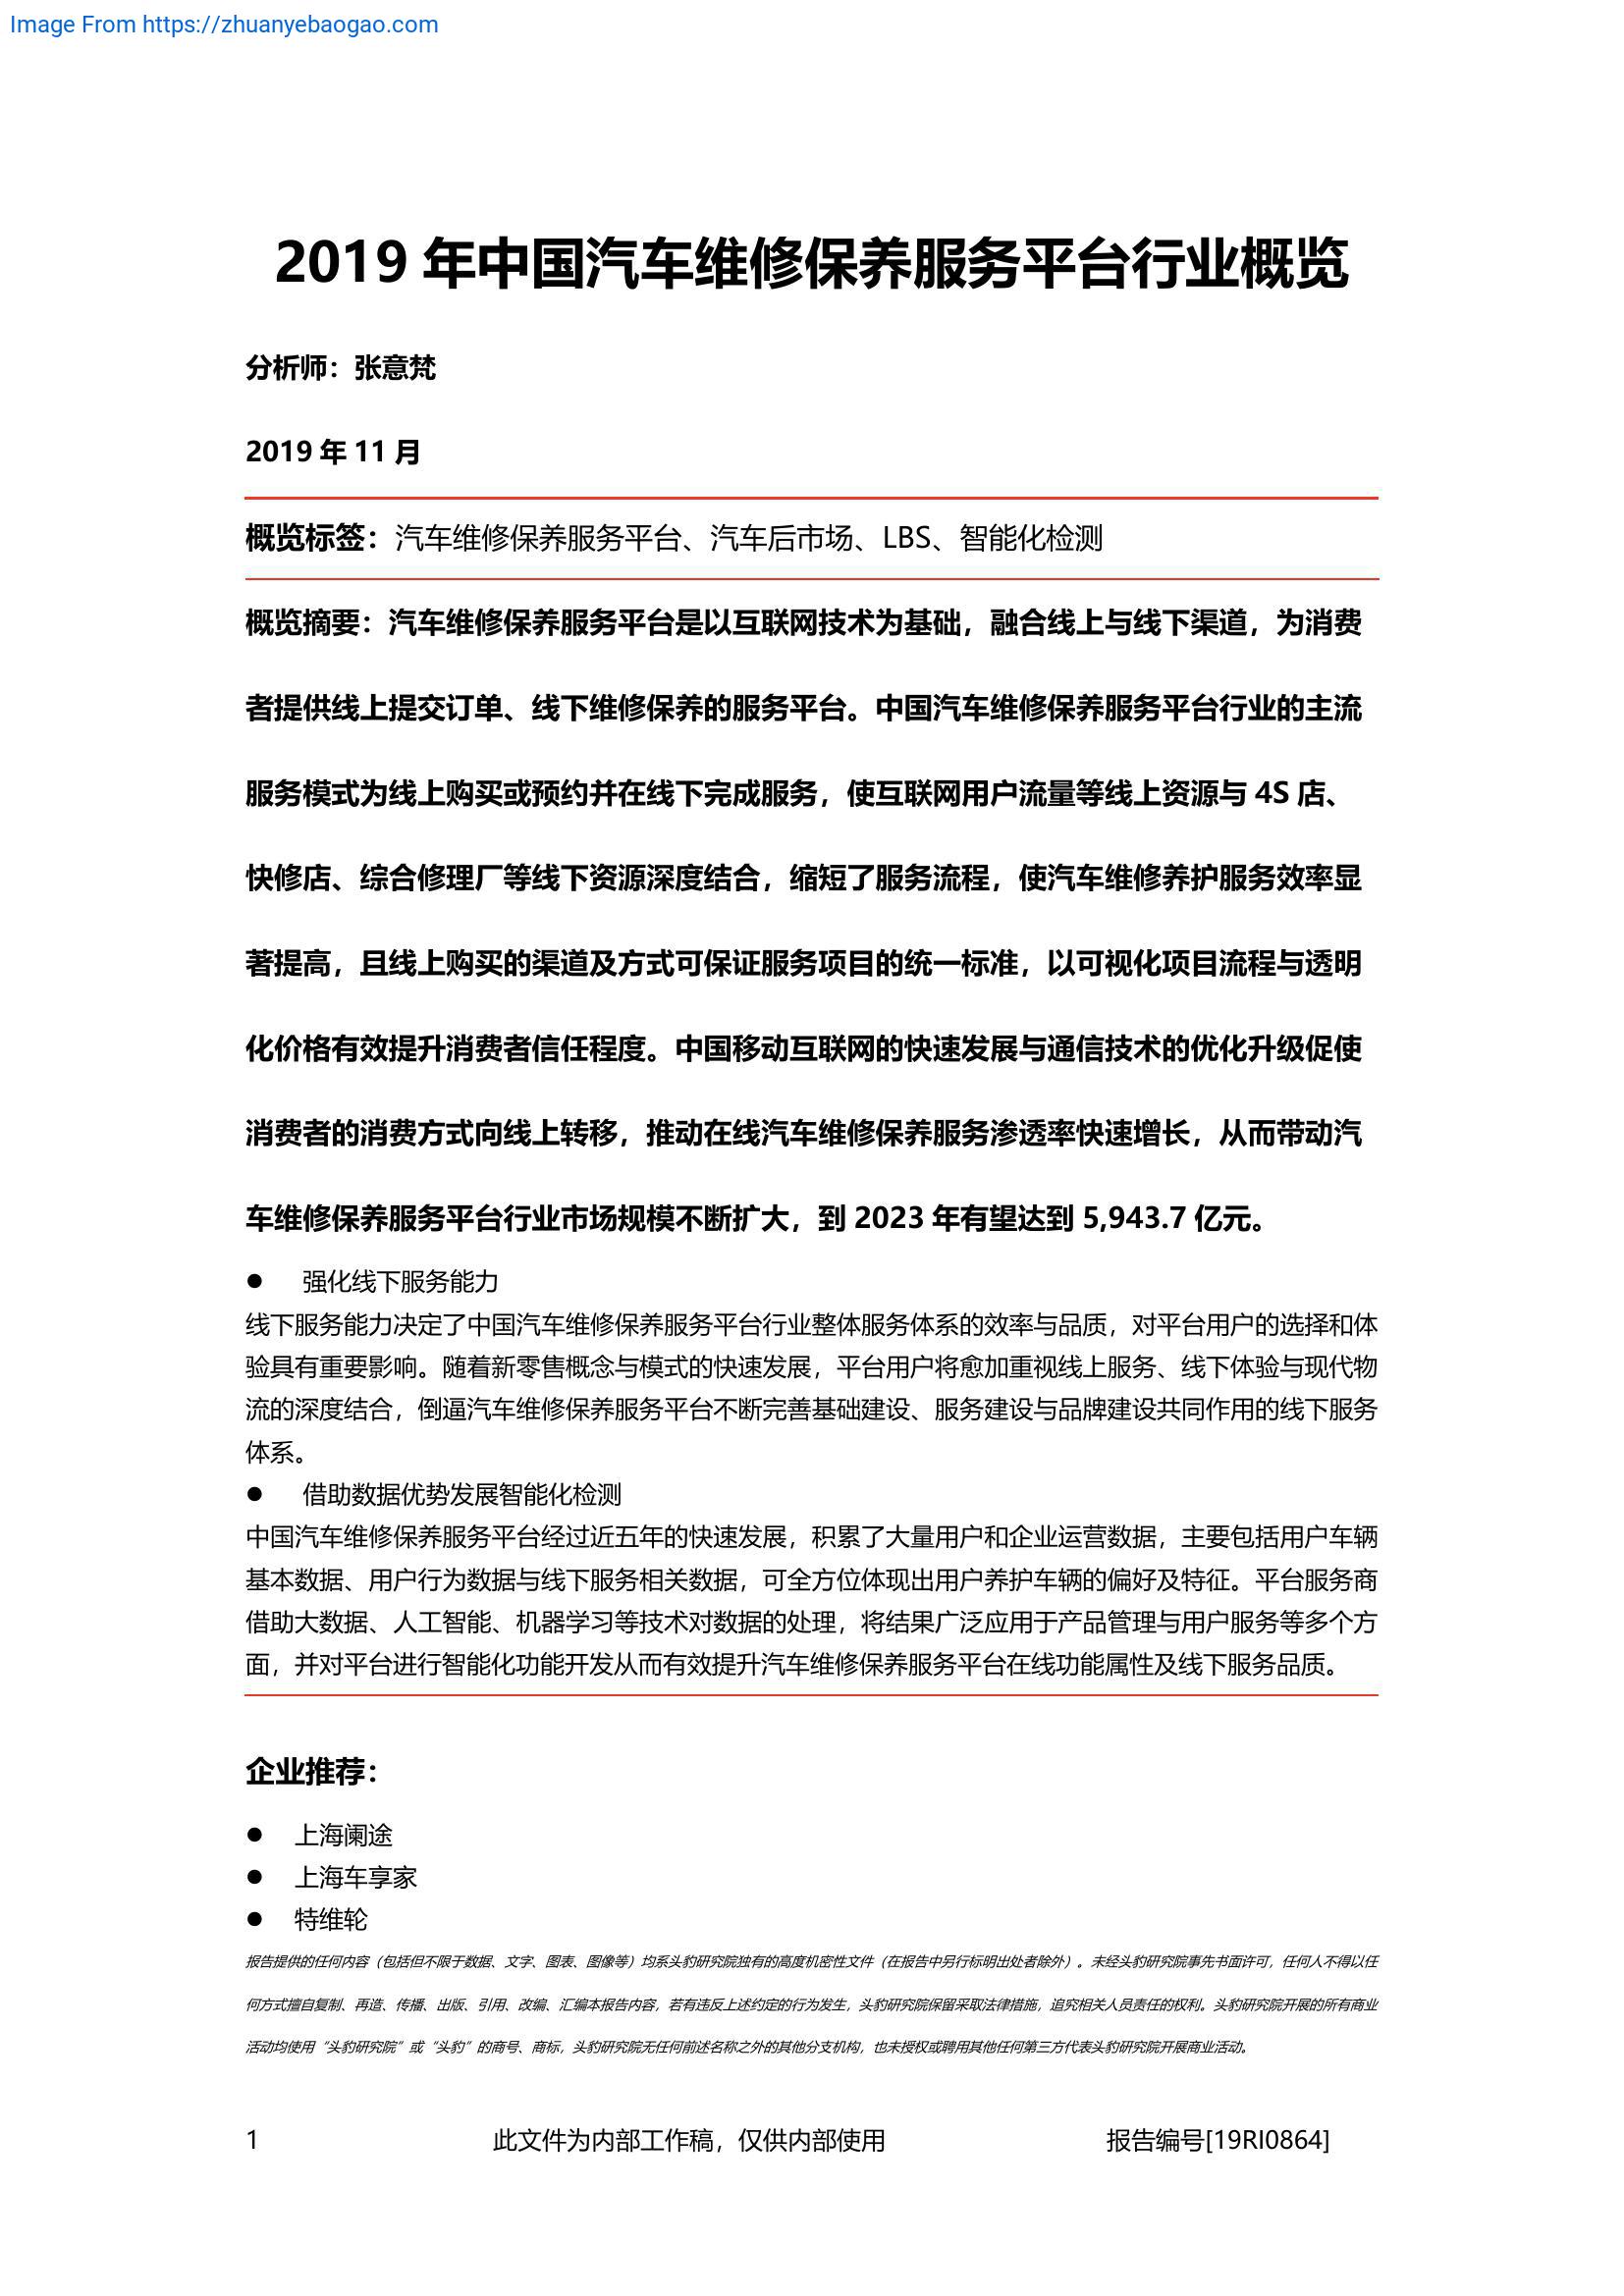 Image From https://zhuanyebaogao.com
2019 年中国汽车维修保养服务平台行业概览
分析师：张意梵
2019 年 11 月
概览标签：汽车维修保养服务平台、汽车后市场、LBS、智能化检测
概览摘要：汽车维修保养服务平台是以互联网技术为基础，融合线上与线下渠道，为消费
者提供线上提交订单、线下维修保养的服务平台。中国汽车维修保养服务平台行业的主流
服务模式为线上购买或预约并在线下完成服务，使互联网用户流量等线上资源与 4S 店、
快修店、综合修理厂等线下资源深度结合，缩短了服务流程，使汽车维修养护服务效率显
著提高，且线上购买的渠道及方式可保证服务项目的统一标准，以可视化项目流程与透明
化价格有效提升消费者信任程度。中国移动互联网的快速发展与通信技术的优化升级促使
消费者的消费方式向线上转移，推动在线汽车维修保养服务渗透率快速增长，从而带动汽
车维修保养服务平台行业市场规模不断扩大，到 2023 年有望达到 5,943.7 亿元。
● 强化线下服务能力
线下服务能力决定了中国汽车维修保养服务平台行业整体服务体系的效率与品质，对平台用户的选择和体
验具有重要影响。随着新零售概念与模式的快速发展，平台用户将愈加重视线上服务、线下体验与现代物
流的深度结合，倒逼汽车维修保养服务平台不断完善基础建设、服务建设与品牌建设共同作用的线下服务
体系。
● 借助数据优势发展智能化检测
中国汽车维修保养服务平台经过近五年的快速发展，积累了大量用户和企业运营数据，主要包括用户车辆
基本数据、用户行为数据与线下服务相关数据，可全方位体现出用户养护车辆的偏好及特征。平台服务商
借助大数据、人工智能、机器学习等技术对数据的处理，将结果广泛应用于产品管理与用户服务等多个方
面，并对平台进行智能化功能开发从而有效提升汽车维修保养服务平台在线功能属性及线下服务品质。
企业推荐：
● 上海阑途
● 上海车享家
● 特维轮
报告提供的任何内容（包括但不限于数据、文字、图表、图像等）均系头豹研究院独有的高度机密性文件（在报告中另行标明出处者除外）。未经头豹研究院事先书面许可，任何人不得以任
何方式擅自复制、再造、传播、出版、引用、改编、汇编本报告内容，若有违反上述约定的行为发生，头豹研究院保留采取法律措施，追究相关人员责任的权利。头豹研究院开展的所有商业
活动均使用“头豹研究院”或“头豹”的商号、商标，头豹研究院无任何前述名称之外的其他分支机构，也未授权或聘用其他任何第三方代表头豹研究院开展商业活动。
1 此文件为内部工作稿，仅供内部使用 报告编号[19RI0864]